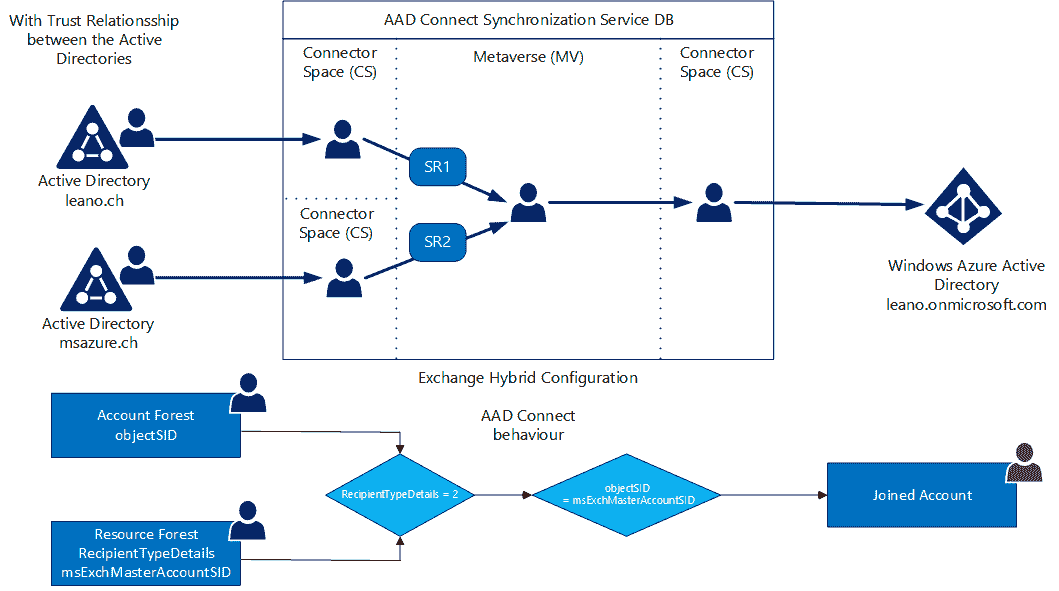 With Trust Relationsship
between the Active
Directories
AAD Connect Synchronization Service DB
Connector
Space (CS)
Metaverse (MV)
Connector
Space (CS)
Active Directory
leano.ch
SR1
Connector
Space (CS)
SR2
Active Directory
msazure.ch
Windows Azure Active
Directory
leano.onmicrosoft.com
Exchange Hybrid Configuration
AAD Connect
behaviour
Account Forest
objectSID
RecipientTypeDetails = 2
objectSID
= msExchMasterAccountSID
Joined Account
Resource Forest
RecipientTypeDetails
msExchMasterAccountSID